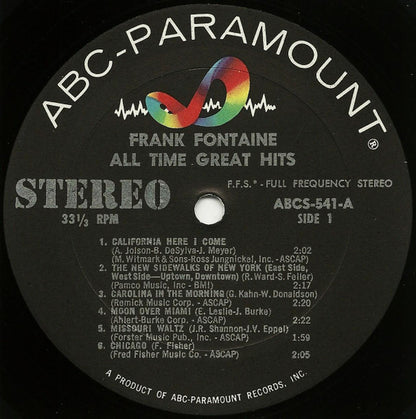 ABC-PARAMOUNT®
FRANK FONTAINE
ALL TIME GREAT HITS
STEREO
33⅓ RPM
F.F.S.* - FULL FREQUENCY STEREO
ABCS-541-A
SIDE 1
1. CALIFORNIA HERE I COME
(A. Jolson-B. DeSylva-J. Meyer) 2:02
(M. Witmark & Sons-Ross Jungnickel, Inc. - ASCAP)
2. THE NEW SIDEWALKS OF NEW YORK (East Side,
West Side—Uptown, Downtown) (R. Ward-S. Feller)
(Pamco Music, Inc - BMI) 2:17
3. CAROLINA IN THE MORNING (G. Kahn-W. Donaldson)
(Remick Music Corp. - ASCAP) 2:20
4. MOON OVER MIAMI (E. Leslie-J. Burke)
(Ahlert-Burke Corp. - ASCAP) 2:22
5. MISSOURI WALTZ (J.R. Shannon-J.V. Eppel)
(Forster Music Pub., Inc. - ASCAP) 1:59
6. CHICAGO (F. Fisher)
(Fred Fisher Music Co. - ASCAP) 2:05
A PRODUCT OF ABC-PARAMOUNT RECORDS, INC.